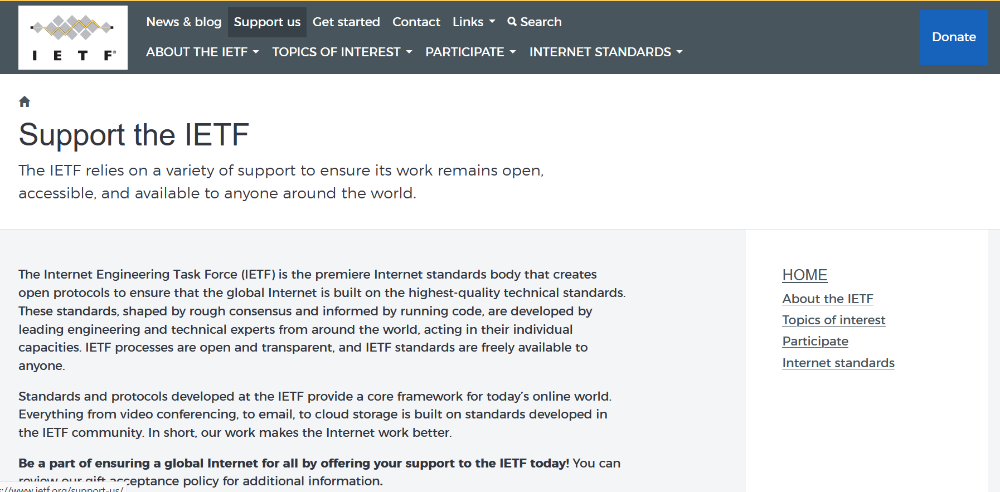 News & blog Support us Get started Contact Links Search
Donate
ABOUT THE IETF TOPICS OF INTEREST PARTICIPATE INTERNET STANDARDS
I E T F®
Support the IETF
The IETF relies on a variety of support to ensure its work remains open,
accessible, and available to anyone around the world.
The Internet Engineering Task Force (IETF) is the premiere Internet standards body that creates
open protocols to ensure that the global Internet is built on the highest-quality technical standards.
These standards, shaped by rough consensus and informed by running code, are developed by
leading engineering and technical experts from around the world, acting in their individual
capacities. IETF processes are open and transparent, and IETF standards are freely available to
anyone.
Standards and protocols developed at the IETF provide a core framework for today’s online world.
Everything from video conferencing, to email, to cloud storage is built on standards developed in
the IETF community. In short, our work makes the Internet work better.
Be a part of ensuring a global Internet for all by offering your support to the IETF today! You can
review our gift acceptance policy for additional information.
HOME
About the IETF
Topics of interest
Participate
Internet standards
://www.ietf.org/support-us/